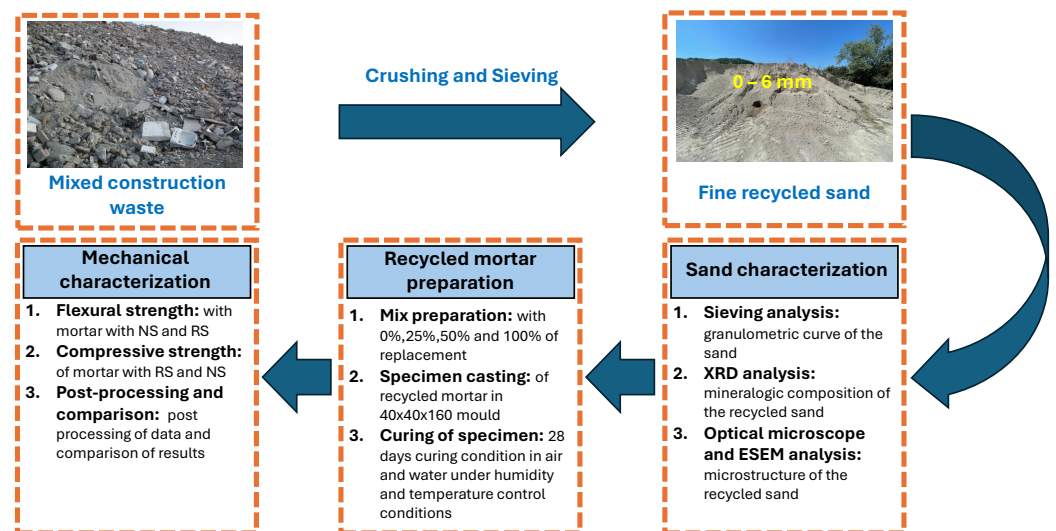 Mixed construction
waste
Crushing and Sieving
0 – 6 mm
Fine recycled sand
Mechanical
characterization
1. Flexural strength: with
mortar with NS and RS
2. Compressive strength:
of mortar with RS and NS
3. Post-processing and
comparison: post
processing of data and
comparison of results
Recycled mortar
preparation
1. Mix preparation: with
0%,25%,50% and 100% of
replacement
2. Specimen casting: of
recycled mortar in
40x40x160 mould
3. Curing of specimen: 28
days curing condition in air
and water under humidity
and temperature control
conditions
Sand characterization
1. Sieving analysis:
granulometric curve of the
sand
2. XRD analysis:
mineralogic composition of
the recycled sand
3. Optical microscope
and ESEM analysis:
microstructure of the
recycled sand